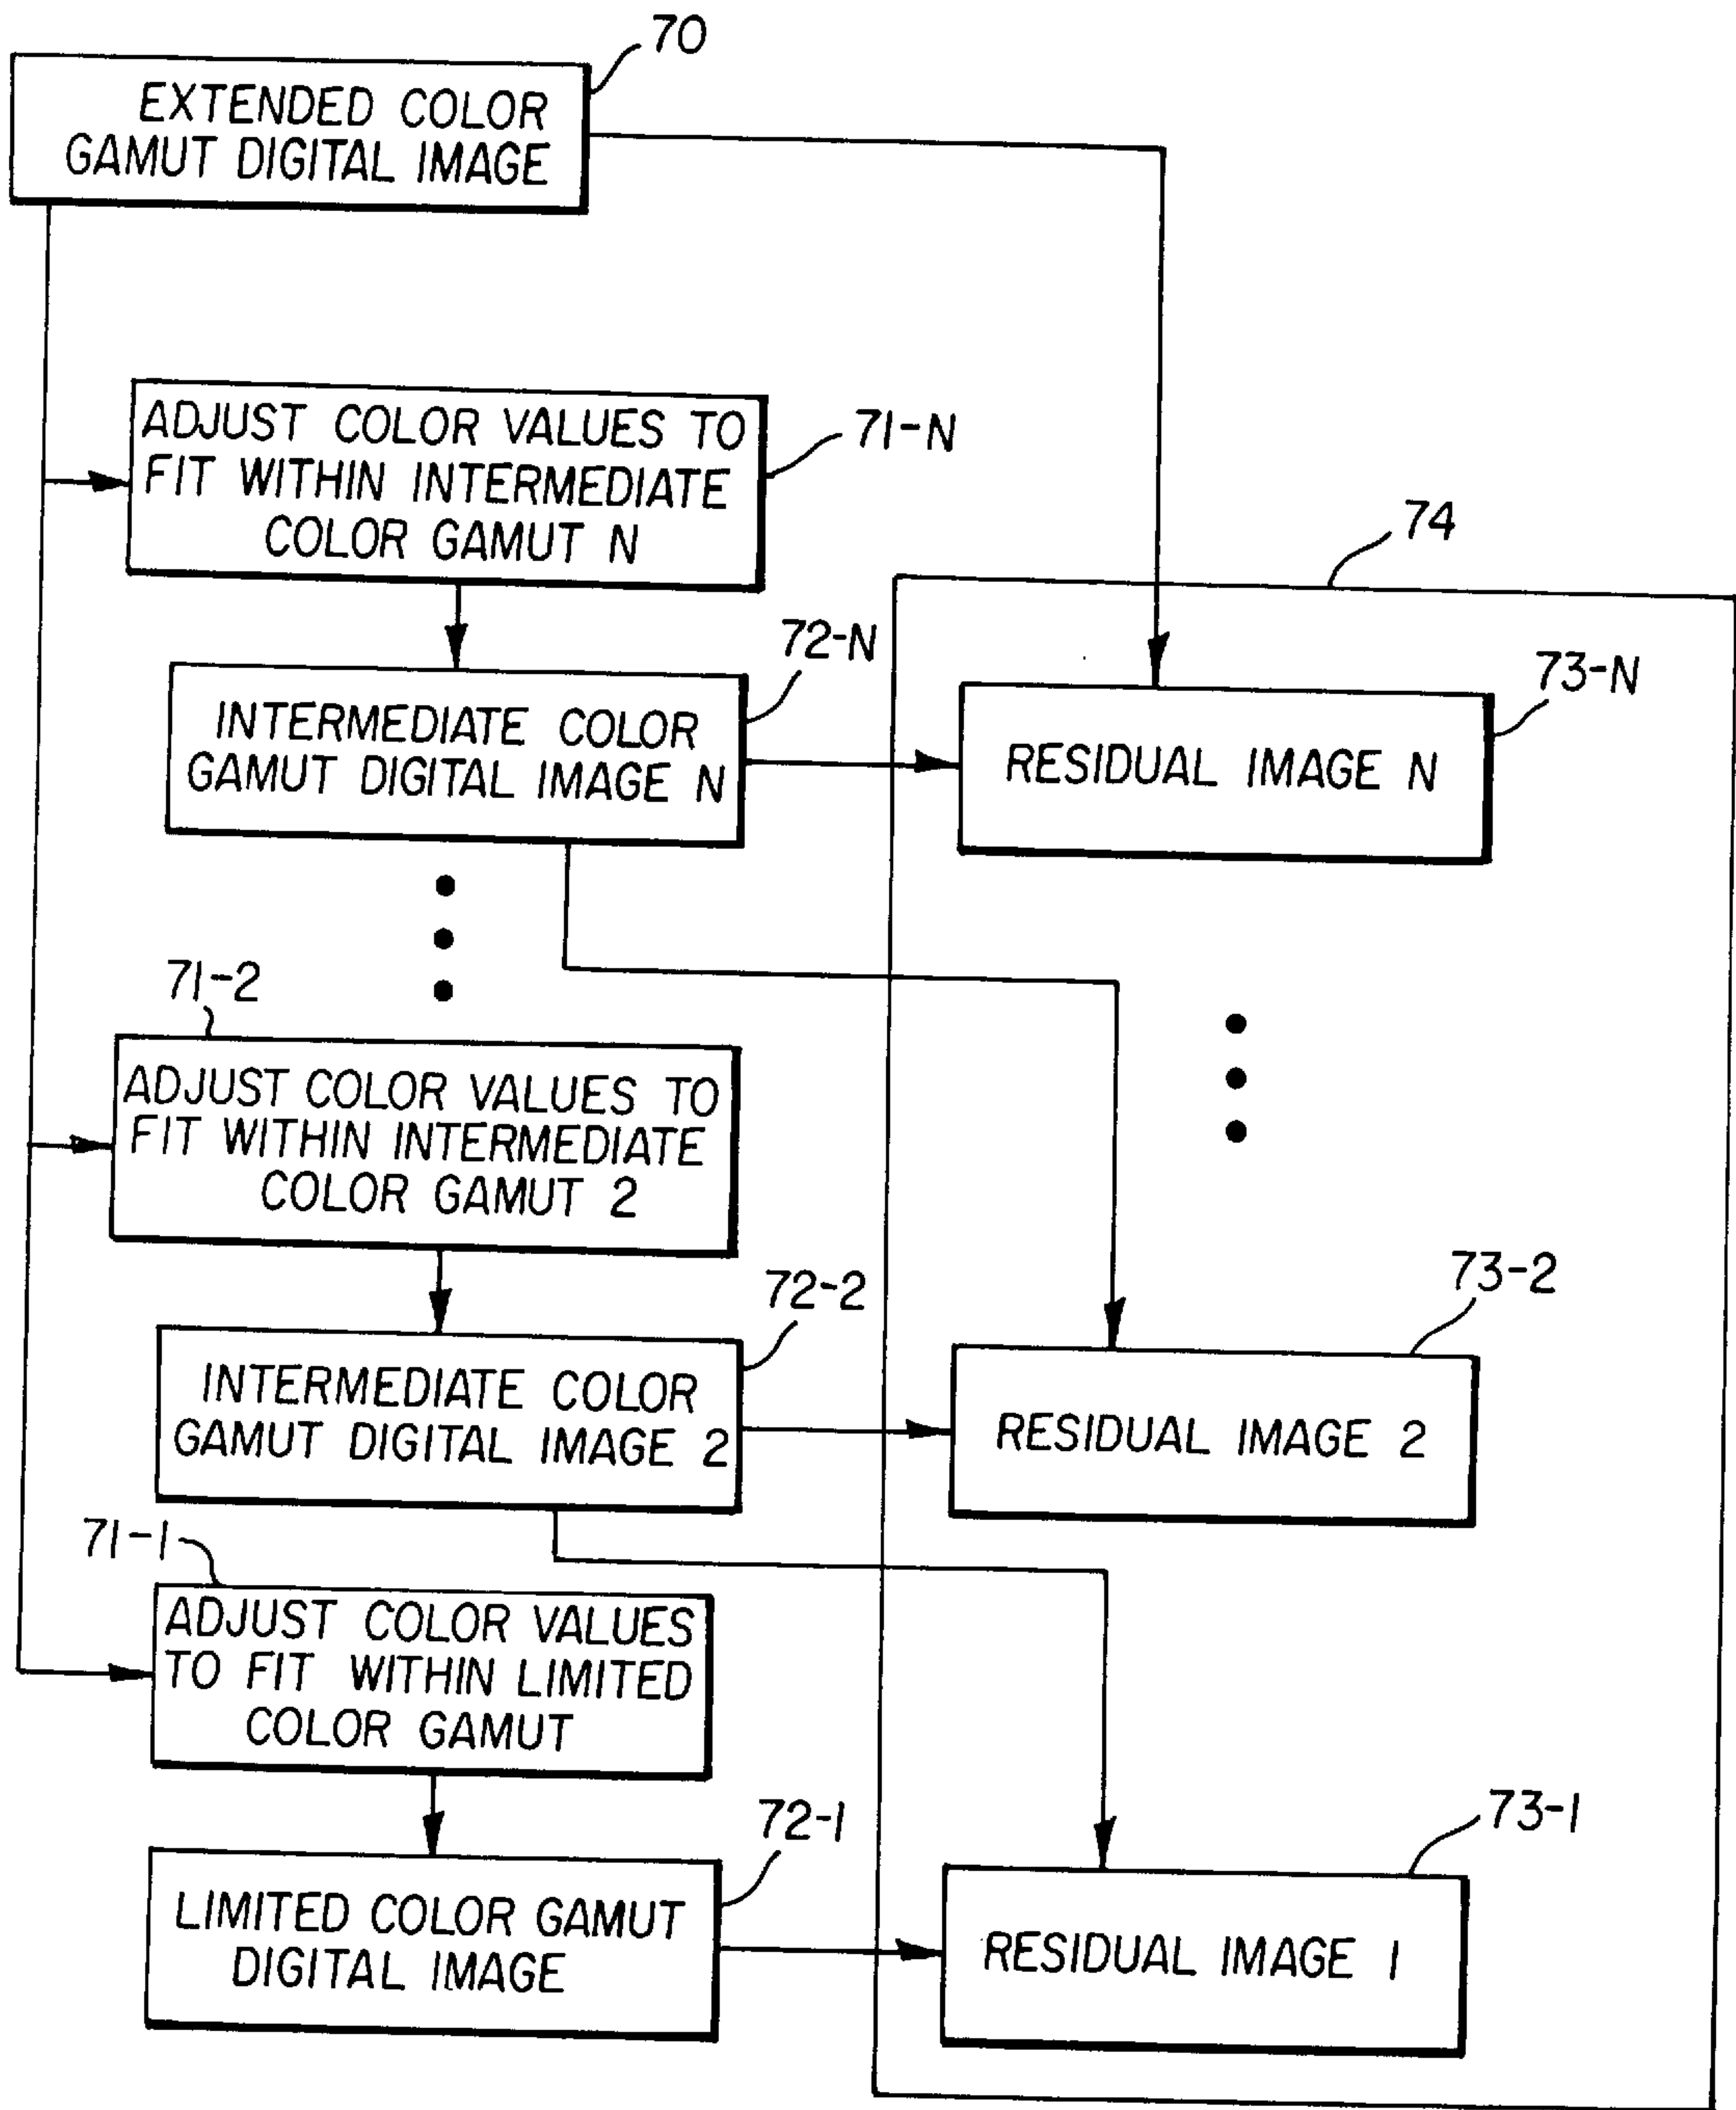 70
EXTENDED COLOR
GAMUT DIGITAL IMAGE
ADJUST COLOR VALUES TO
FIT WITHIN INTERMEDIATE
COLOR GAMUT N
71-N
74
72-N
INTERMEDIATE COLOR
GAMUT DIGITAL IMAGE N
73-N
RESIDUAL IMAGE N
71-2
ADJUST COLOR VALUES TO
FIT WITHIN INTERMEDIATE
COLOR GAMUT 2
72-2
INTERMEDIATE COLOR
GAMUT DIGITAL IMAGE 2
73-2
RESIDUAL IMAGE 2
71-1
ADJUST COLOR VALUES
TO FIT WITHIN LIMITED
COLOR GAMUT
72-1
LIMITED COLOR GAMUT
DIGITAL IMAGE
73-1
RESIDUAL IMAGE 1